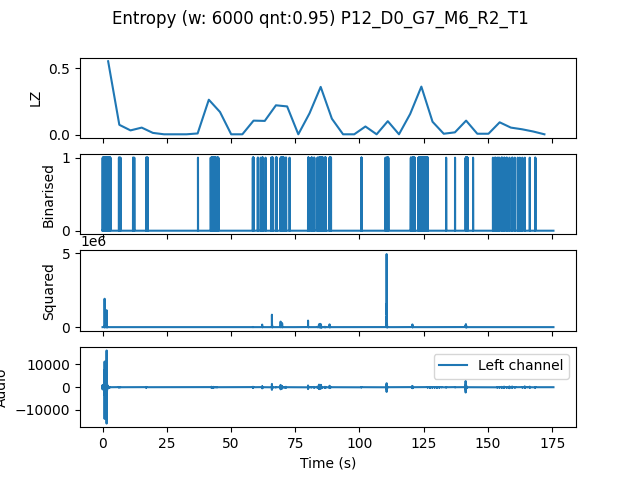 Entropy (w: 6000 qnt:0.95) P12_D0_G7_M6_R2_T1
0.5
LZ
0.0
1
Binarised
0
1e6
5
Squared
0
10000
Left channel
0
Audio
−10000
0 25 50 75 100 125 150 175
Time (s)